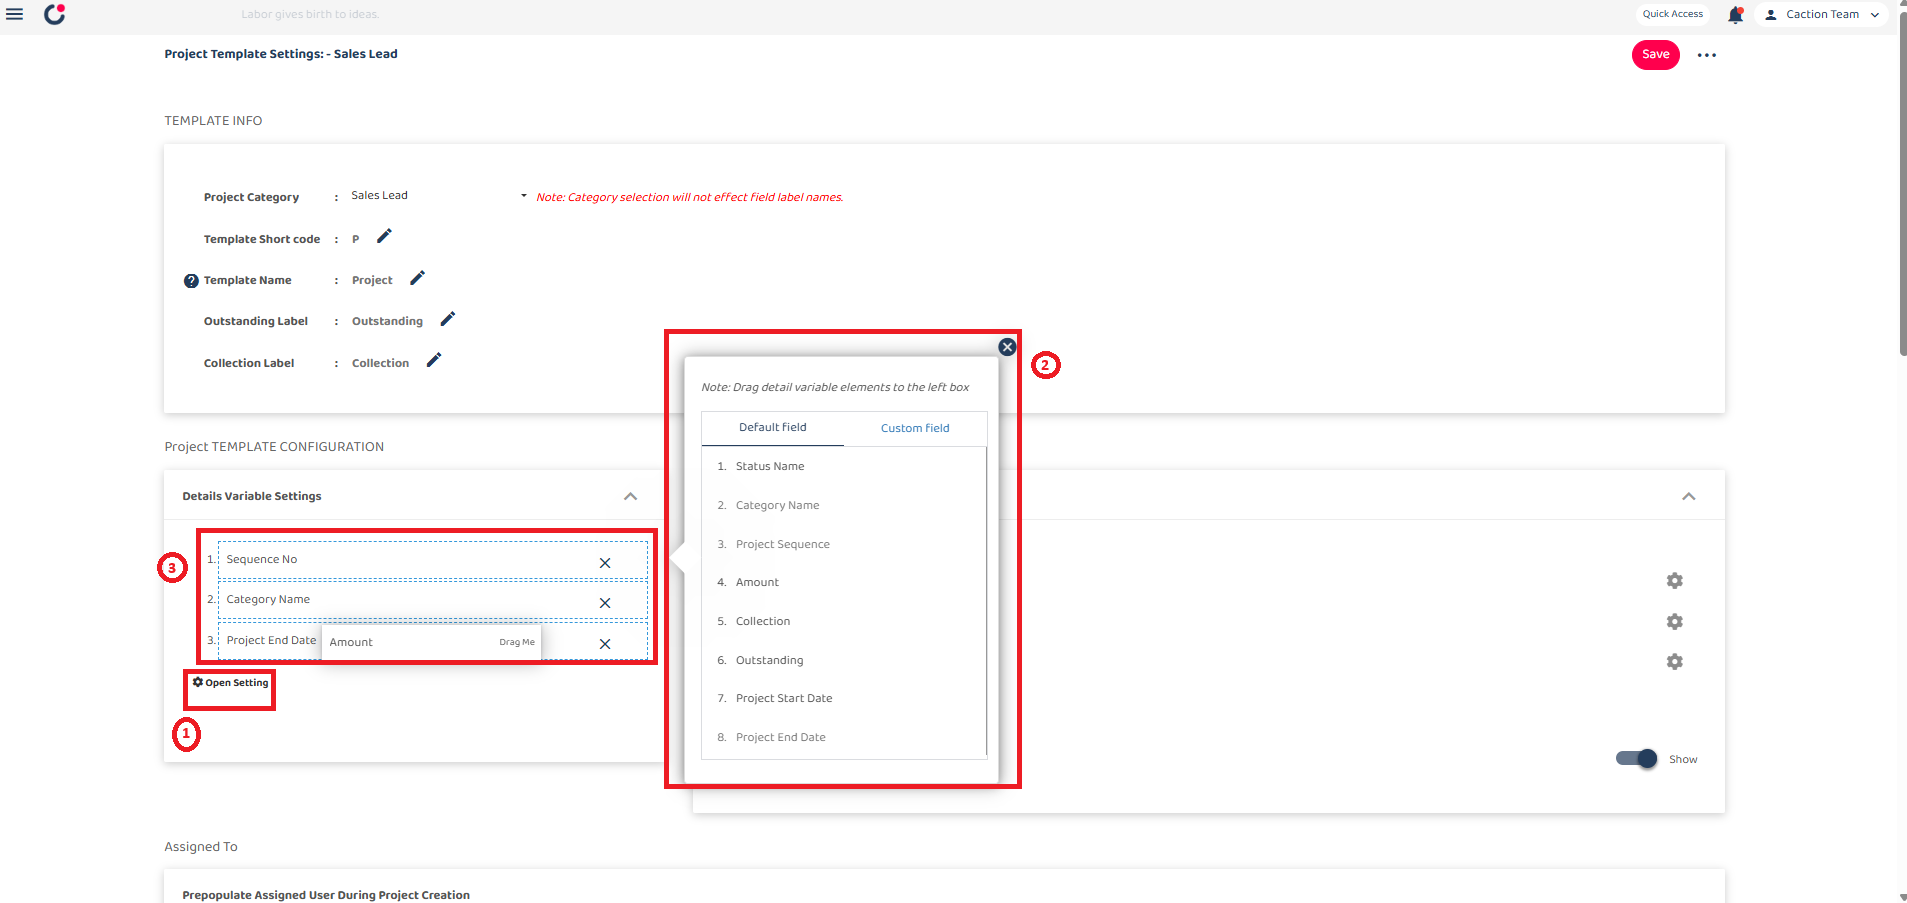 Labor gives birth to ideas.
Quick Access
Caction Team
Project Template Settings: - Sales Lead
Save
TEMPLATE INFO
Project Category : Sales Lead
Note: Category selection will not effect field label names.
Template Short code : P
? Template Name : Project
Outstanding Label : Outstanding
Collection Label : Collection
2
Note: Drag detail variable elements to the left box
Default field Custom field
1. Status Name
2. Category Name
3. Project Sequence
4. Amount
5. Collection
6. Outstanding
7. Project Start Date
8. Project End Date
Project TEMPLATE CONFIGURATION
Details Variable Settings
3
1. Sequence No
2. Category Name
3. Project End Date
Amount Drag Me
Open Setting
1
Show
Assigned To
Prepopulate Assigned User During Project Creation